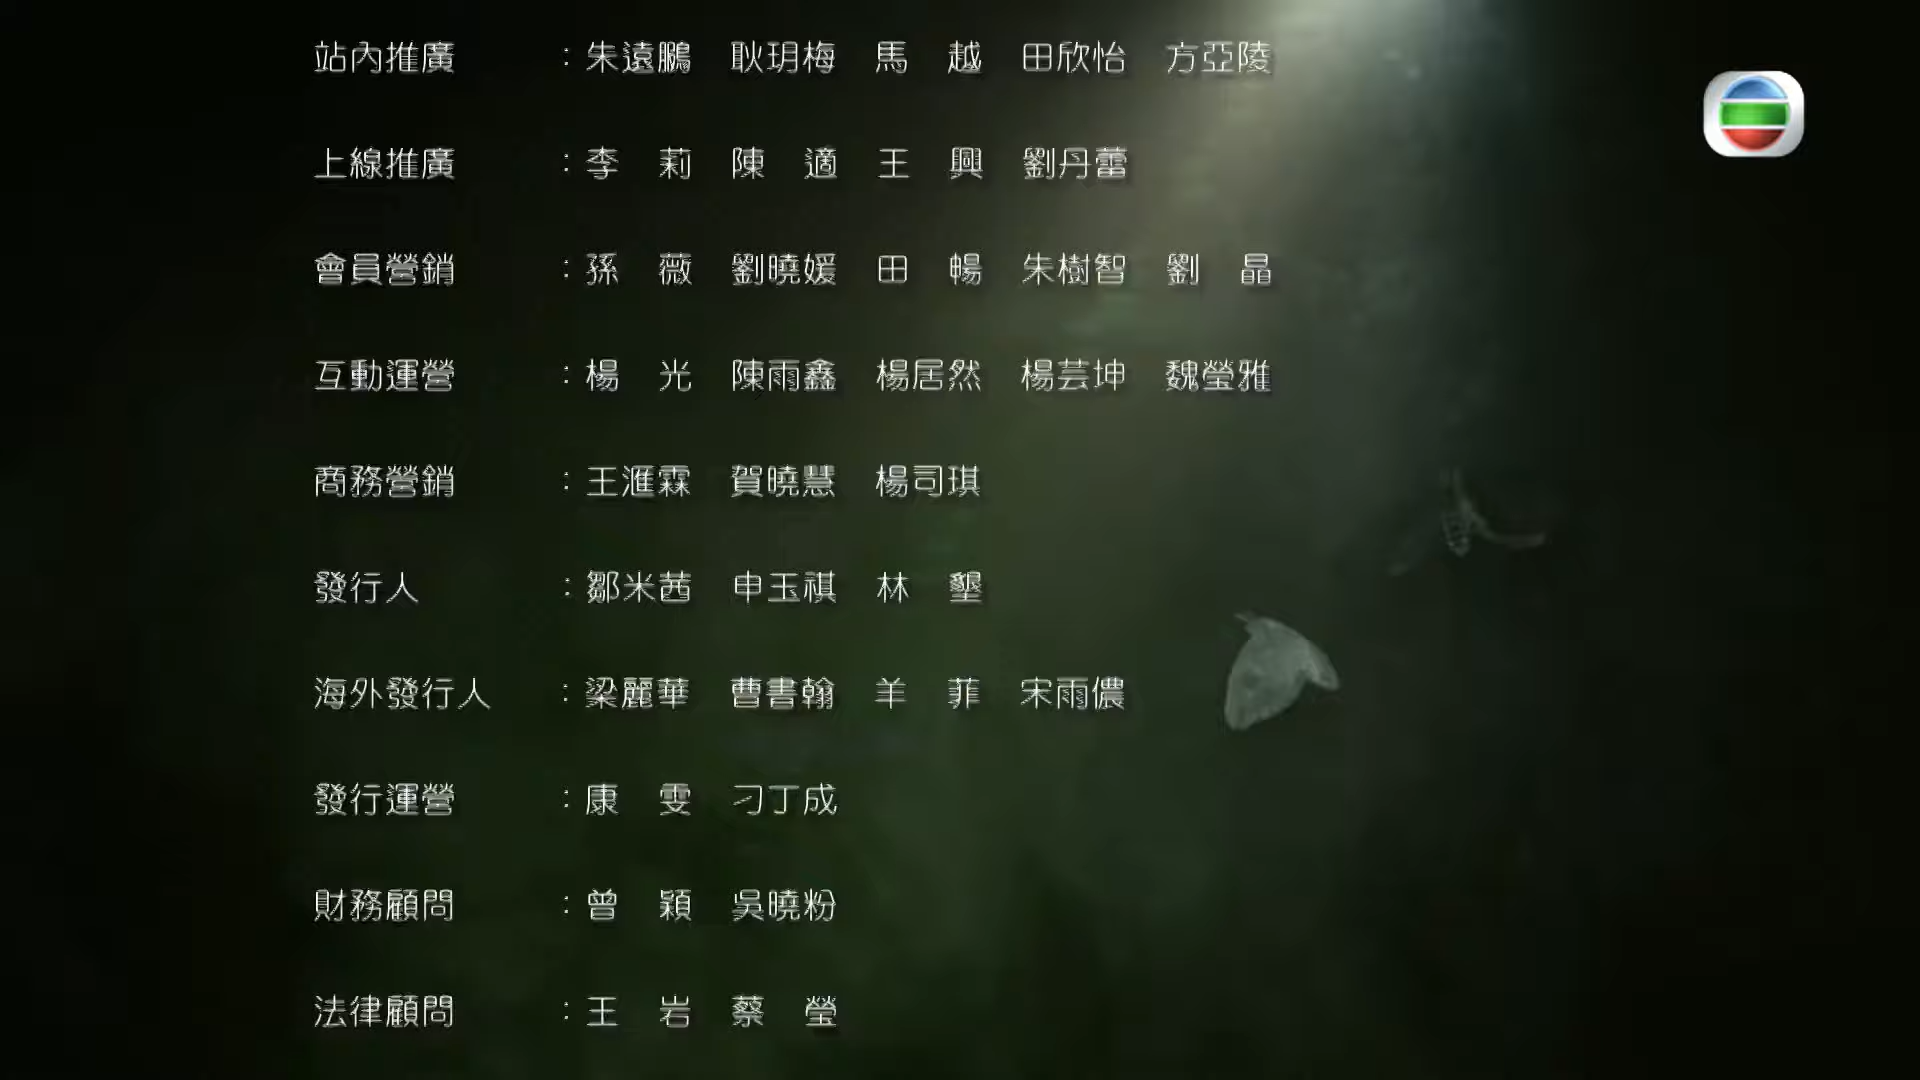 站內推廣 : 朱遠鵬 耿玥梅 馬 越 田欣怡 方亞陵
上線推廣 : 李 莉 陳 適 王 興 劉丹蕾
會員營銷 : 孫 薇 劉曉媛 田 暢 朱樹智 劉 晶
互動運營 : 楊 光 陳雨鑫 楊居然 楊芸坤 魏瑩雅
商務營銷 : 王滙霖 賀曉慧 楊司琪
發行人 : 鄒米茜 申玉祺 林 墾
海外發行人 : 梁麗華 曹書翰 羊 菲 宋雨儂
發行運營 : 康 雯 刁丁成
財務顧問 : 曾 穎 吳曉粉
法律顧問 : 王 岩 蔡 瑩